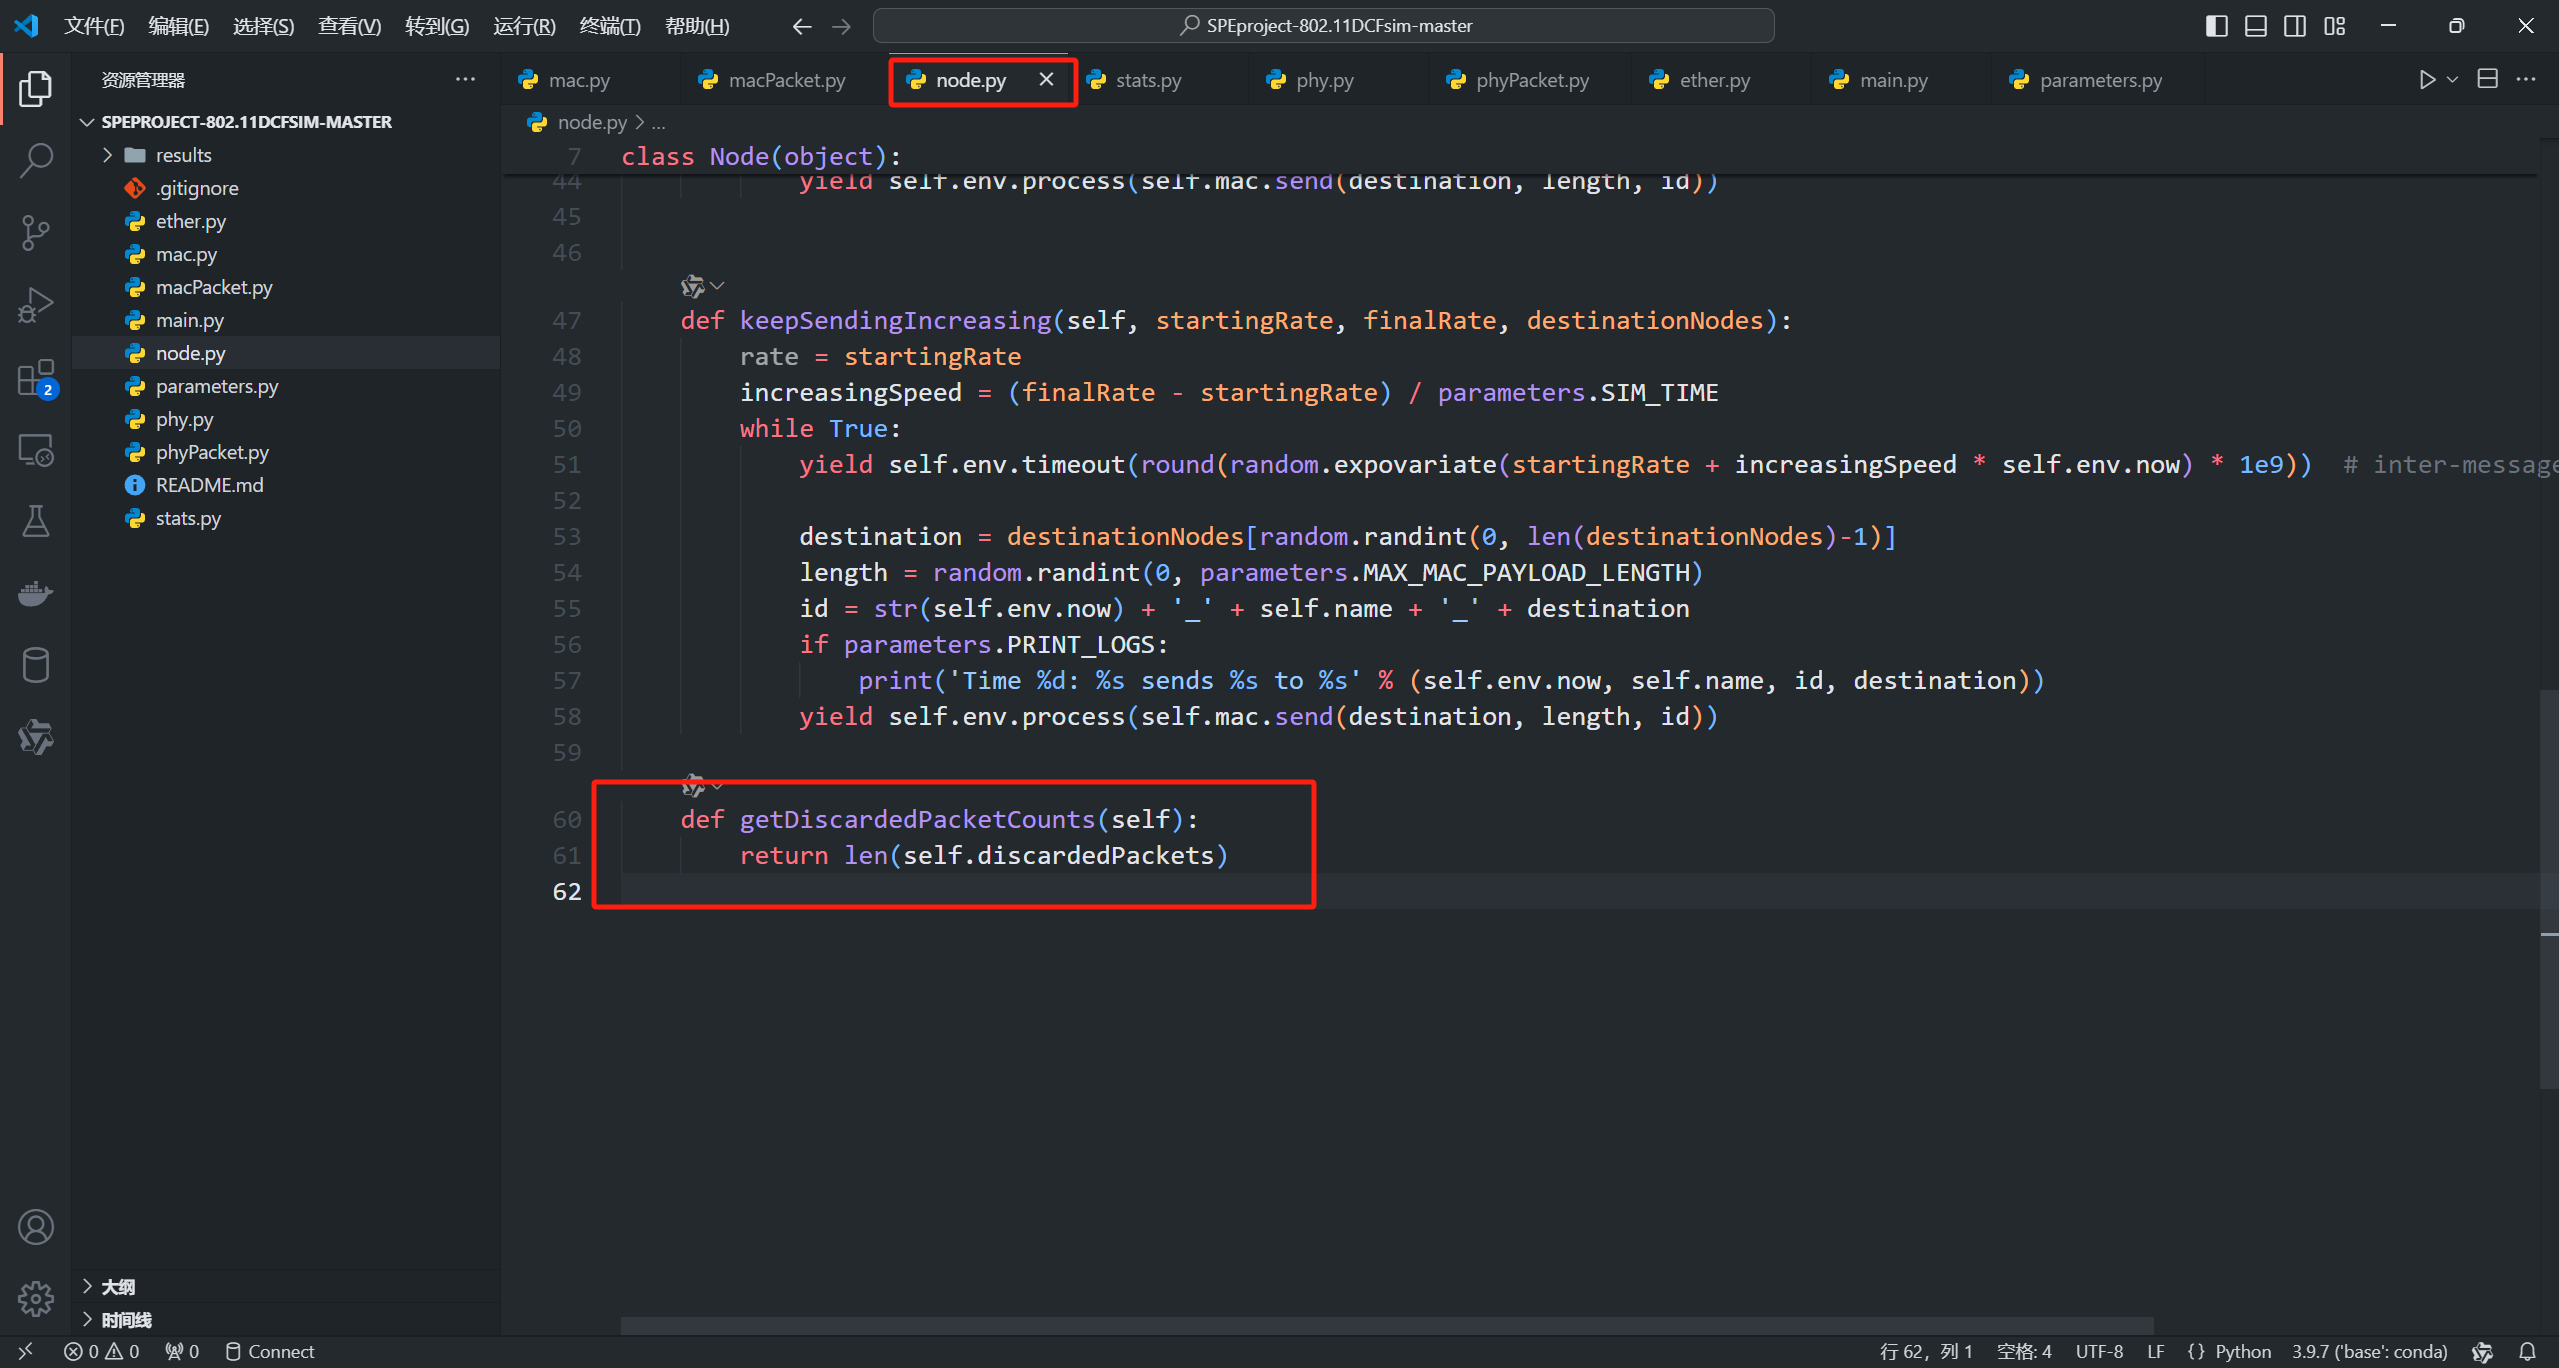 文件(F) 编辑(E) 选择(S) 查看(V) 转到(G) 运行(R) 终端(T) 帮助(H) SPEproject-802.11DCFsim-master
资源管理器
mac.py macPacket.py node.py stats.py phy.py phyPacket.py ether.py main.py parameters.py
SPEPROJECT-802.11DCFSIM-MASTER
results
.gitignore
ether.py
mac.py
macPacket.py
main.py
node.py
parameters.py
phy.py
phyPacket.py
README.md
stats.py
2
大纲
时间线
node.py > ...
7 class Node(object):
44 yield self.env.process(self.mac.send(destination, length, id))
45
46
47 def keepSendingIncreasing(self, startingRate, finalRate, destinationNodes):
48 rate = startingRate
49 increasingSpeed = (finalRate - startingRate) / parameters.SIM_TIME
50 while True:
51 yield self.env.timeout(round(random.expovariate(startingRate + increasingSpeed * self.env.now) * 1e9)) # inter-message
52
53 destination = destinationNodes[random.randint(0, len(destinationNodes)-1)]
54 length = random.randint(0, parameters.MAX_MAC_PAYLOAD_LENGTH)
55 id = str(self.env.now) + '_' + self.name + '_' + destination
56 if parameters.PRINT_LOGS:
57 print('Time %d: %s sends %s to %s' % (self.env.now, self.name, id, destination))
58 yield self.env.process(self.mac.send(destination, length, id))
59
60 def getDiscardedPacketCounts(self):
61 return len(self.discardedPackets)
62
0 0 0 Connect 行 62，列 1 空格: 4 UTF-8 LF {} Python 3.9.7 ('base': conda)